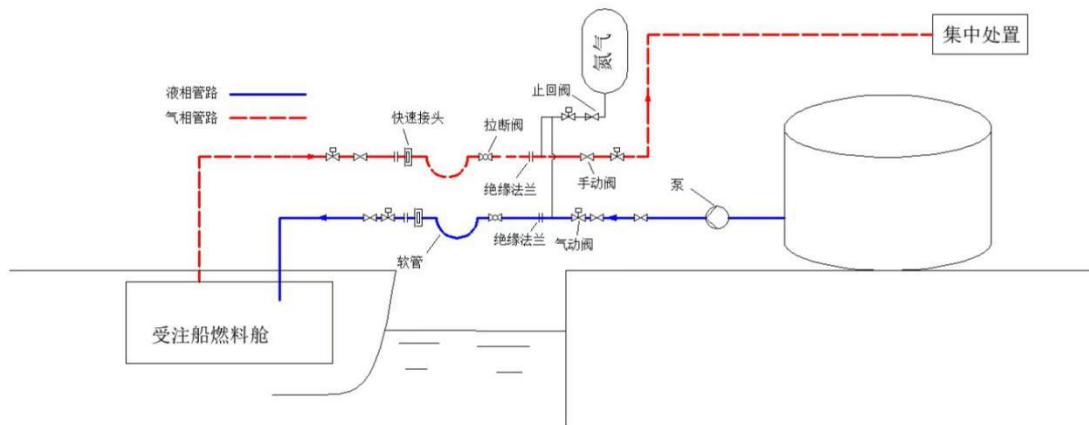 氮气
集中处置
止回阀
液相管路
气相管路
快速接头
拉断阀
绝缘法兰
手动阀
泵
绝缘法兰
气动阀
软管
受注船燃料舱